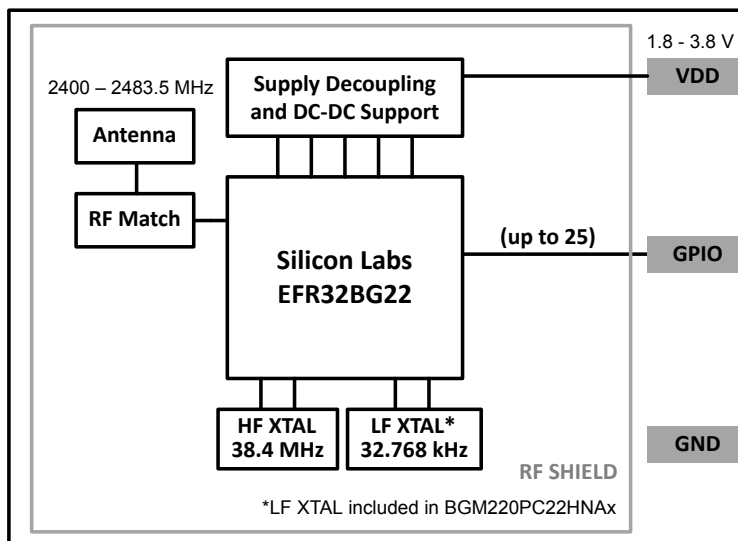 1.8 - 3.8 V
VDD
2400 – 2483.5 MHz
Supply Decoupling
and DC-DC Support
Antenna
RF Match
(up to 25)
GPIO
Silicon Labs
EFR32BG22
HF XTAL
38.4 MHz
LF XTAL*
32.768 kHz
GND
RF SHIELD
*LF XTAL included in BGM220PC22HNAx